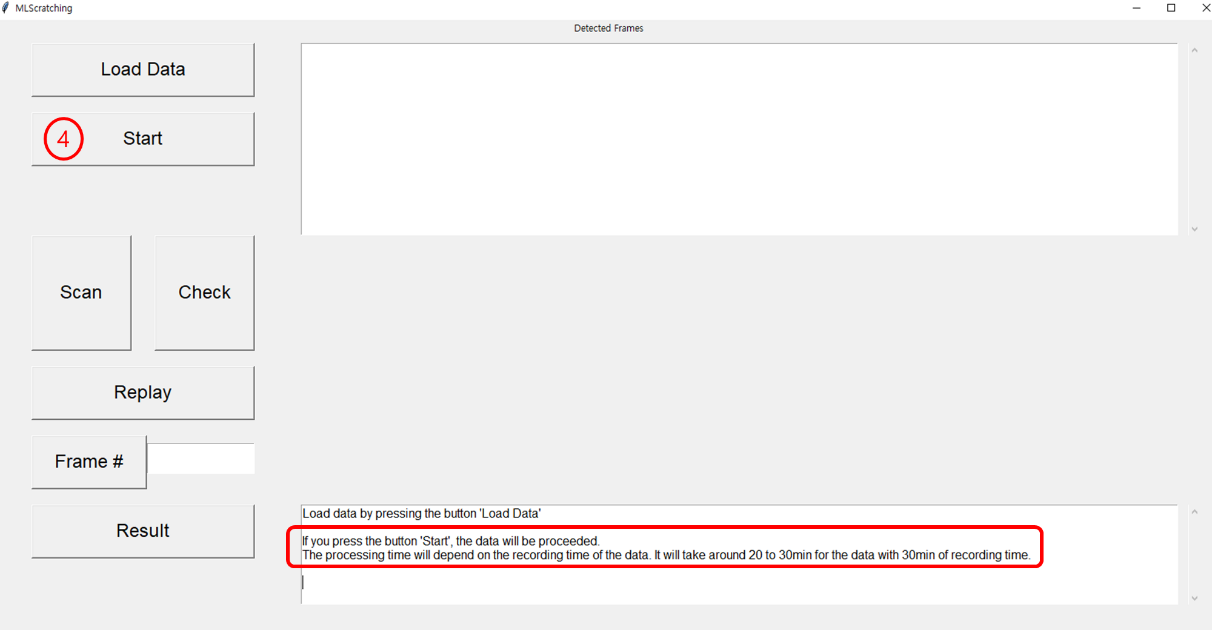 MLScratching
Detected Frames
Load Data
4 Start
Scan Check
Replay
Frame #
Result
Load data by pressing the button 'Load Data'
If you press the button 'Start', the data will be proceeded.
The processing time will depend on the recording time of the data. It will take around 20 to 30min for the data with 30min of recording time.